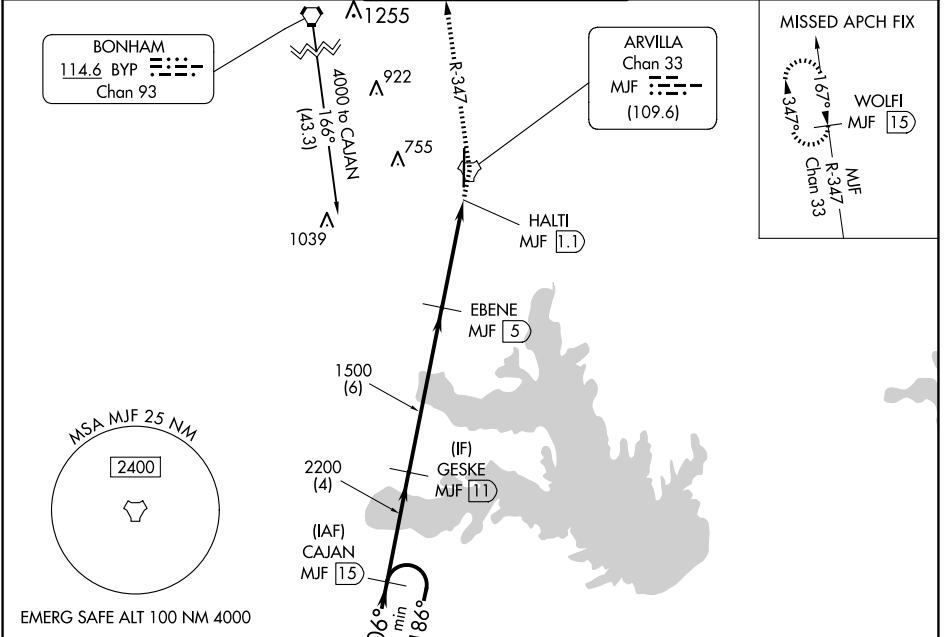 BONHAM
114.6 BYP
Chan 93
1255
922
755
1039
4000 to CAJAN
166°
(43.3)
R-347
ARVILLA
Chan 33
MJF
(109.6)
MISSED APCH FIX
167°
347°
WOLFI
MJF 15
MJF
R-347
Chan 33
HALTI
MJF 1.1
EBENE
MJF 5
1500
(6)
(IF)
GESKE
MJF 11
2200
(4)
(IAF)
CAJAN
MJF 15
min
186°
MSA MJF 25 NM
2400
EMERG SAFE ALT 100 NM 4000